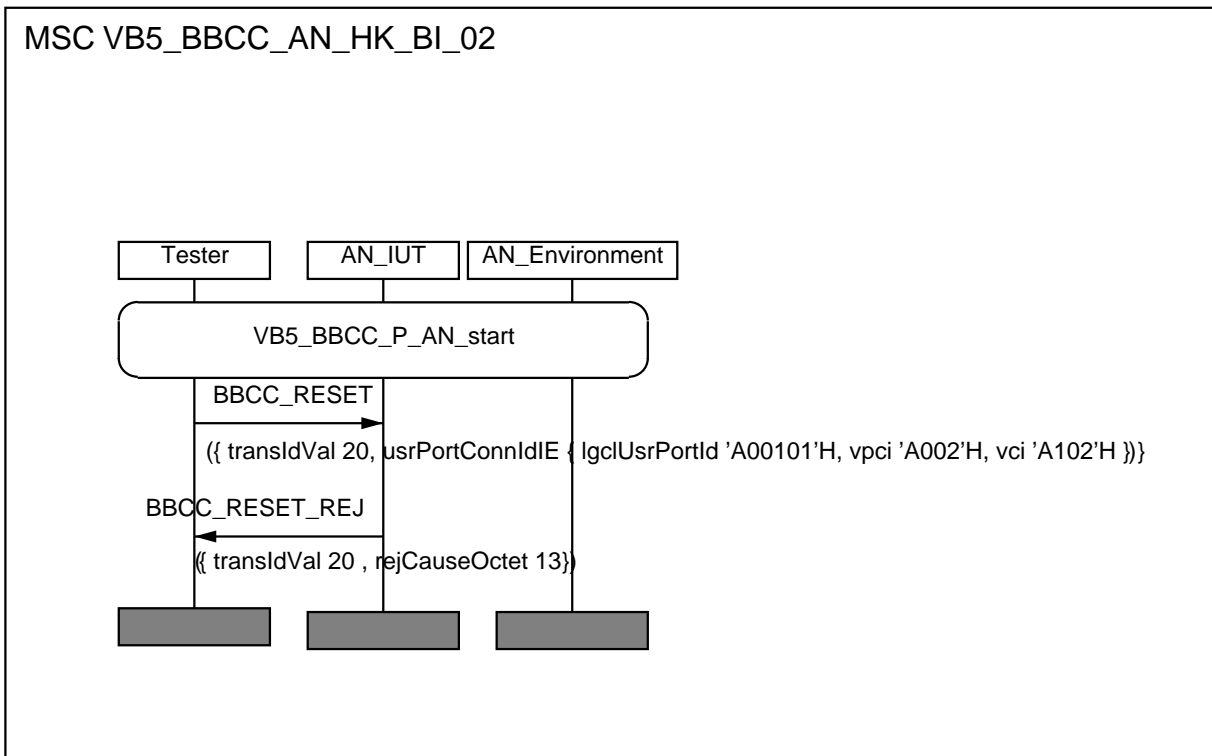 MSC VB5_BBCC_AN_HK_BI_02
Tester AN_IUT AN_Environment
VB5_BBCC_P_AN_start
BBCC_RESET
({ transIdVal 20, usrPortConnIdIE { lgclUsrPortId 'A00101'H, vpci 'A002'H, vci 'A102'H })}
BBCC_RESET_REJ
({ transIdVal 20 , rejCauseOctet 13})